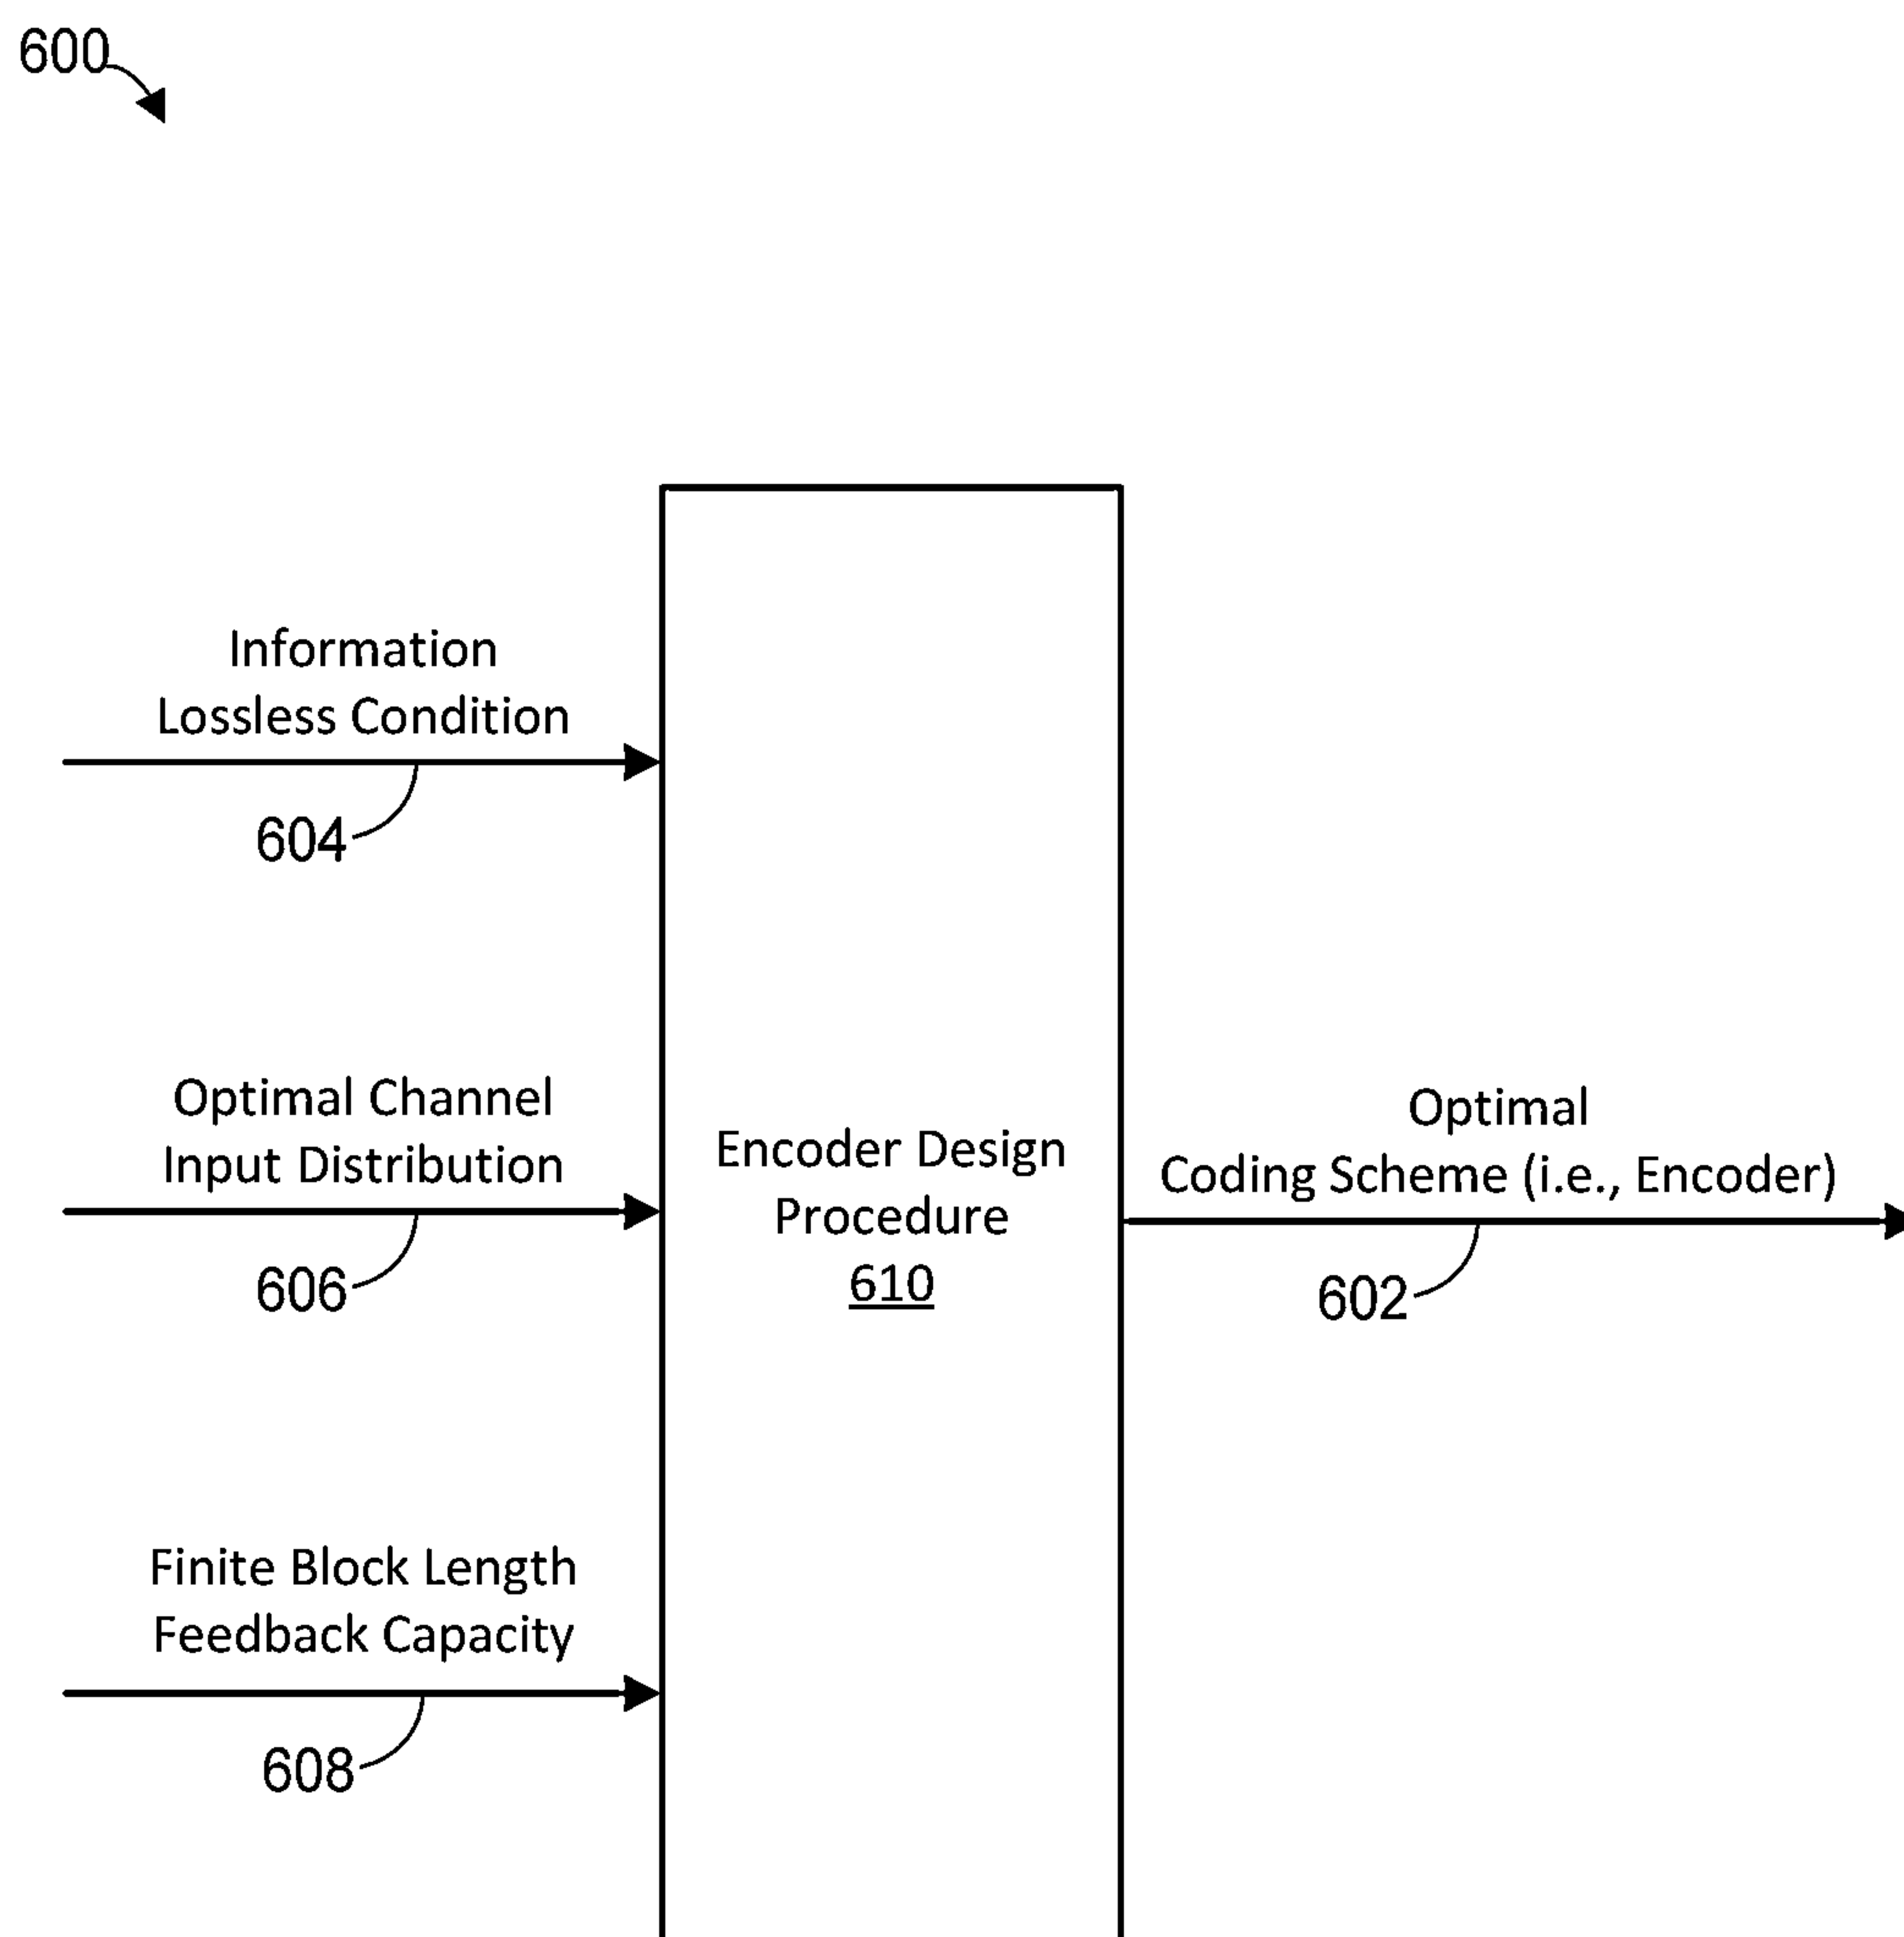 600
Information
Lossless Condition
604
Optimal Channel
Input Distribution
606
Finite Block Length
Feedback Capacity
608
Encoder Design
Procedure
610
Optimal
Coding Scheme (i.e., Encoder)
602